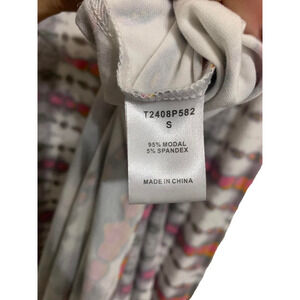 T2408P582
S
95% MODAL
5% SPANDEX
MADE IN CHINA